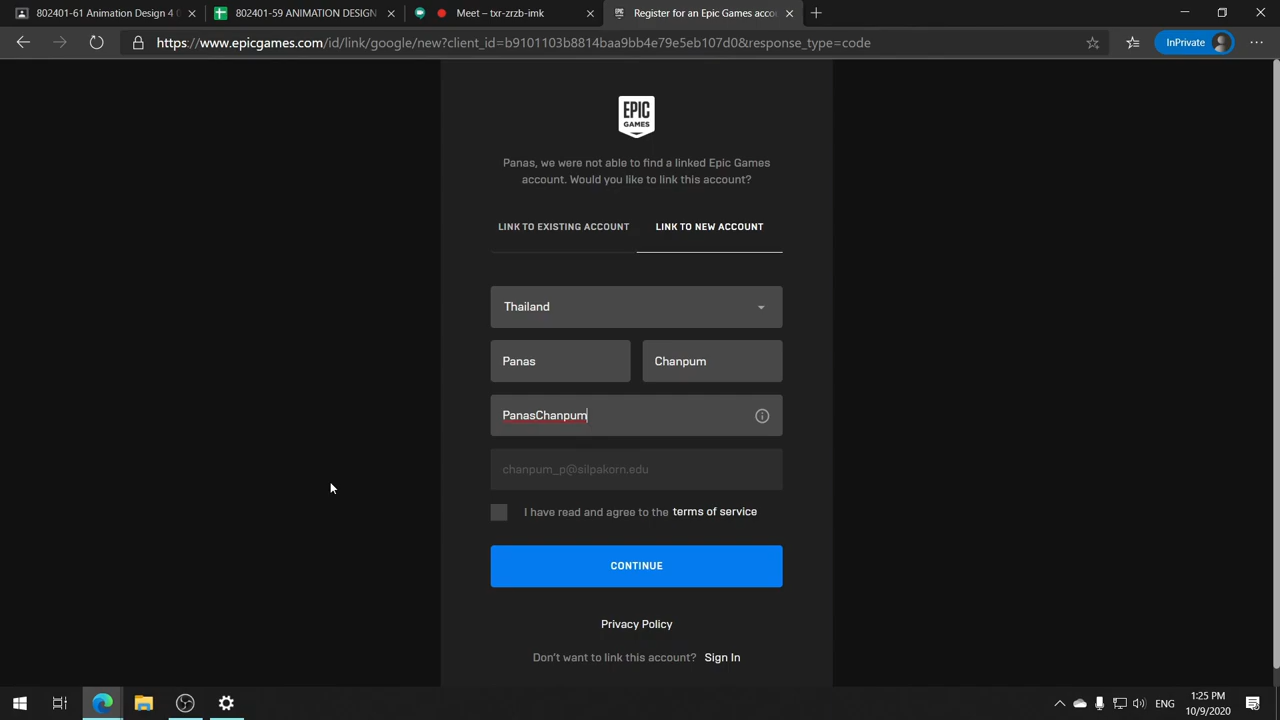 802401-61 Animation Design 4 0
802401-59 ANIMATION DESIGN
Meet – txr-zrzb-imk
Register for an Epic Games accou
https://www.epicgames.com/id/link/google/new?client_id=b9101103b8814baa9bb4e79e5eb107d0&response_type=code
InPrivate
EPIC
GAMES
Panas, we were not able to find a linked Epic Games
account. Would you like to link this account?
LINK TO EXISTING ACCOUNT
LINK TO NEW ACCOUNT
Thailand
Panas
Chanpum
PanasChanpum
chanpum_p@silpakorn.edu
I have read and agree to the terms of service
CONTINUE
Privacy Policy
Don't want to link this account? Sign In
ENG
1:25 PM
10/9/2020